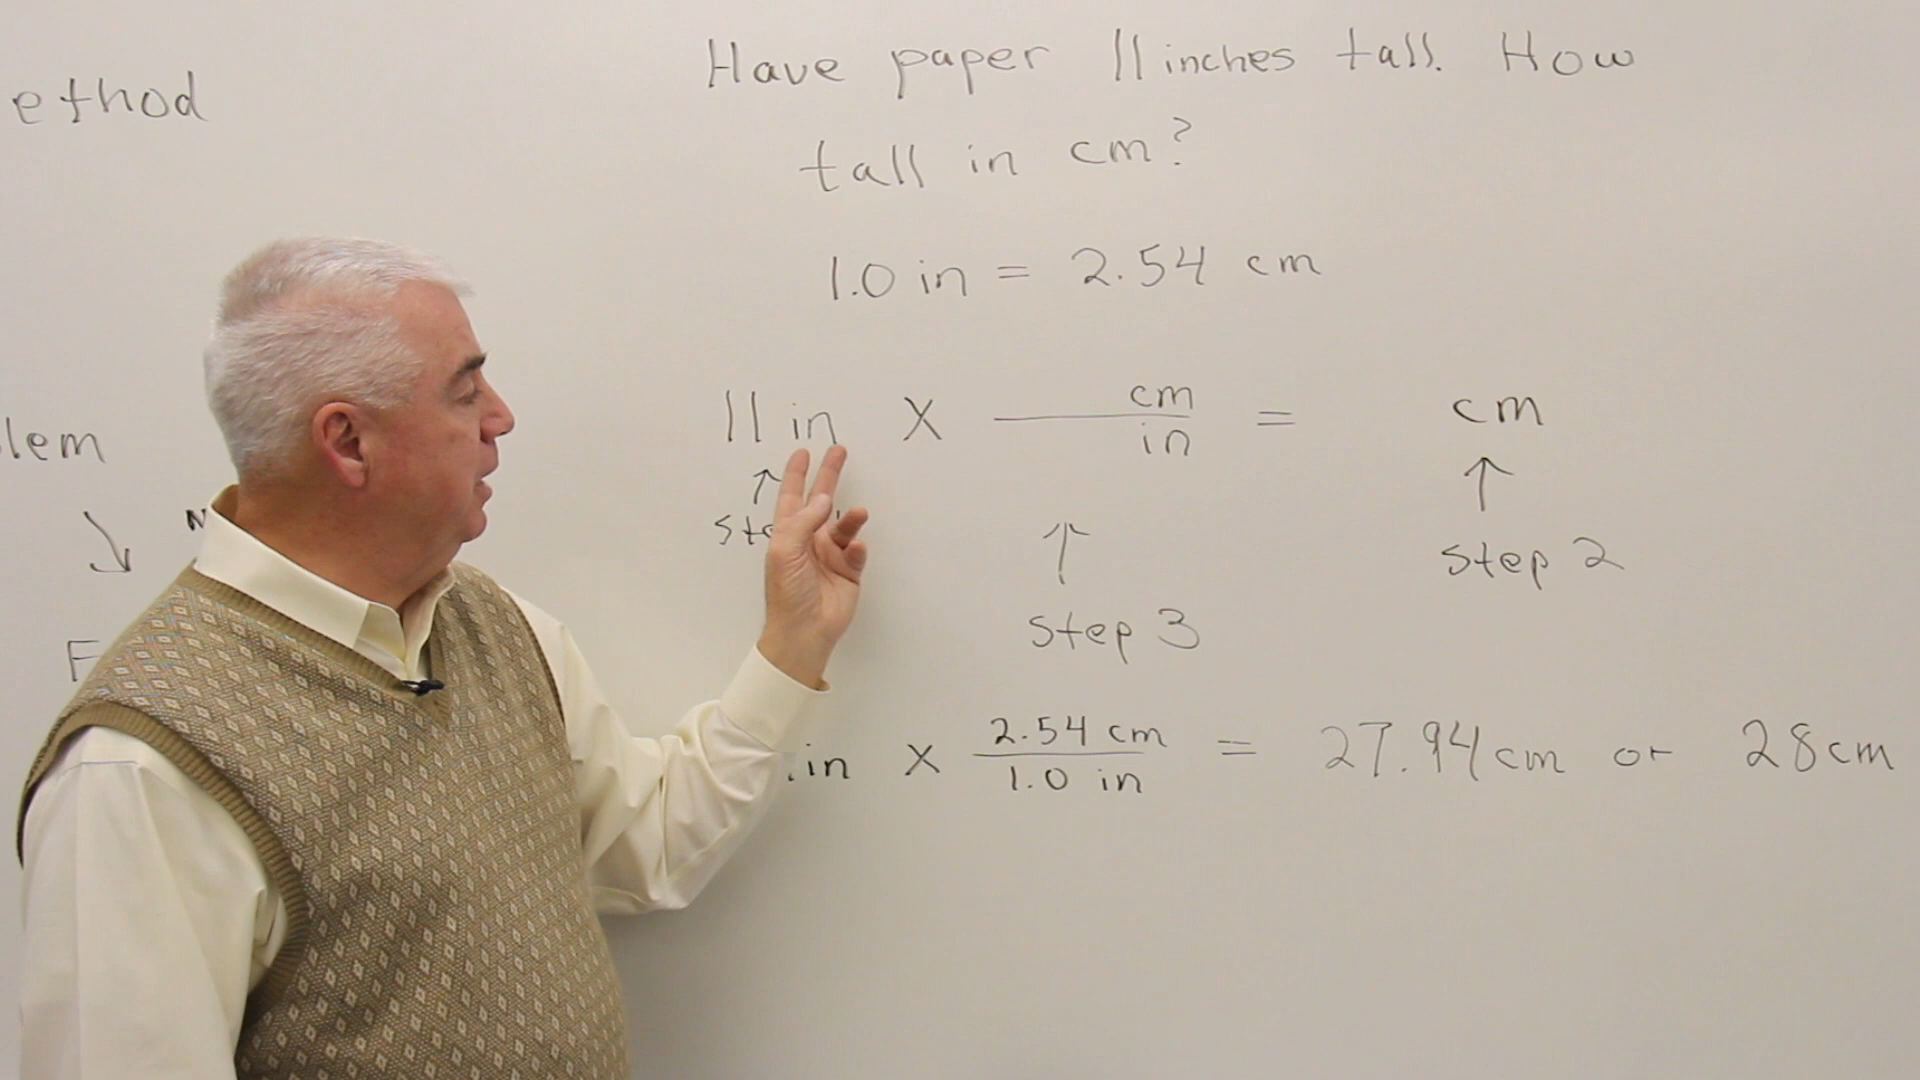 ethod
lem
N
F
Have paper 11 inches tall. How
tall in cm?
1.0 in = 2.54 cm
11 in X cm/in = cm
Step 2
Step 3
in X 2.54 cm/1.0 in = 27.94 cm or 28 cm